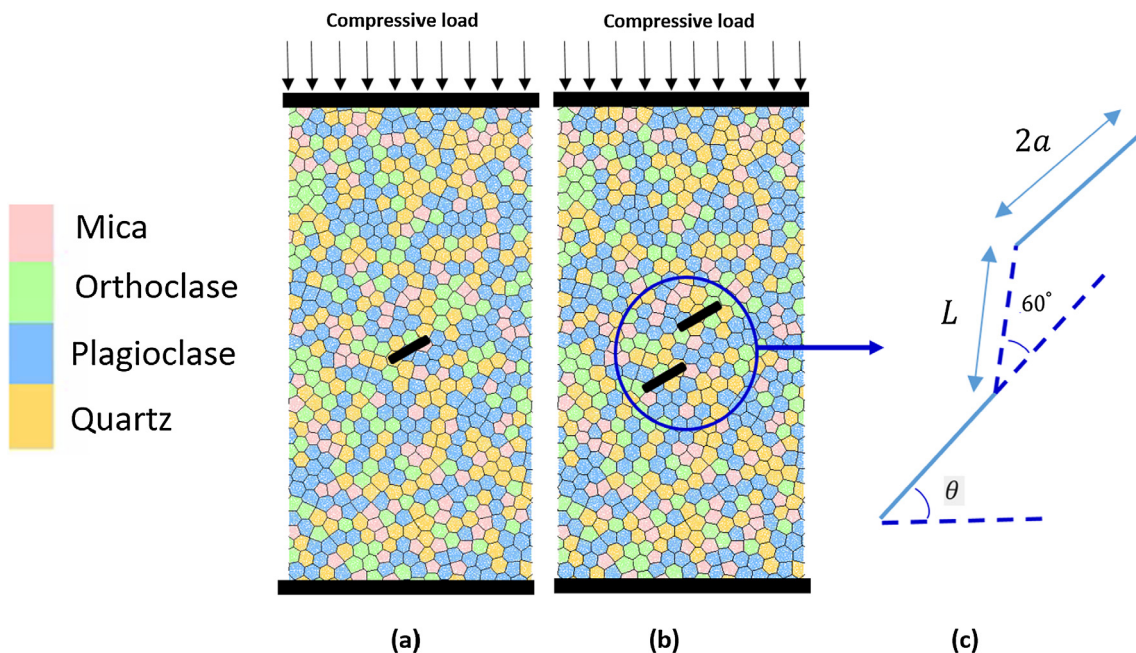 Compressive load
Compressive load
Mica
Orthoclase
Plagioclase
Quartz
2a
L
60°
θ
(a)
(b)
(c)